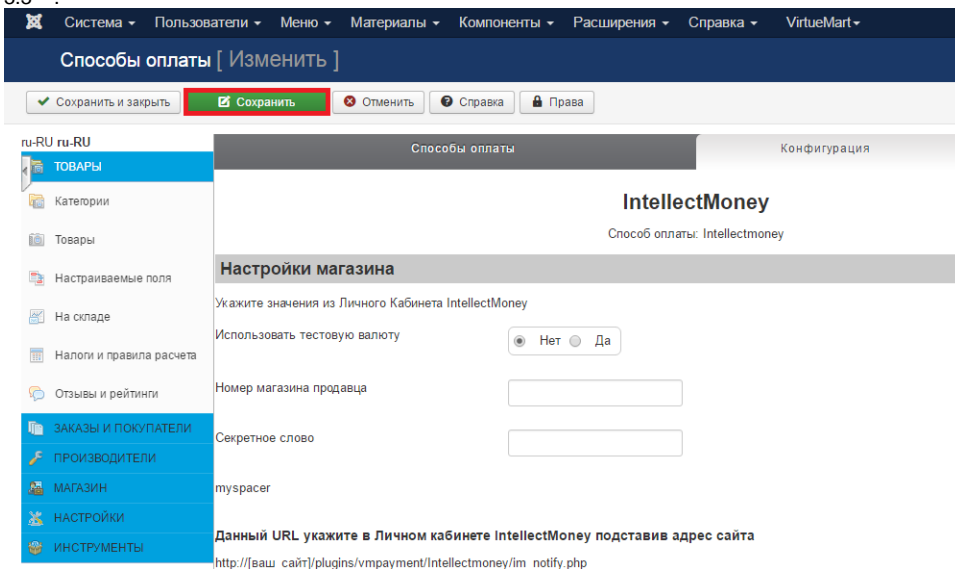 Система Пользователи Меню Материалы Компоненты Расширения Справка VirtueMart
Способы оплаты [ Изменить ]
Сохранить и закрыть Сохранить Отменить Справка Права
ru-RU ru-RU
Способы оплаты Конфигурация
ТОВАРЫ
Категории
Товары
Настраиваемые поля
На складе
Налоги и правила расчета
Отзывы и рейтинги
ЗАКАЗЫ И ПОКУПАТЕЛИ
ПРОИЗВОДИТЕЛИ
МАГАЗИН
НАСТРОЙКИ
ИНСТРУМЕНТЫ
IntellectMoney
Способ оплаты: Intellectmoney
Настройки магазина
Укажите значения из Личного Кабинета IntellectMoney
Использовать тестовую валюту Нет Да
Номер магазина продавца
Секретное слово
myspacer
Данный URL укажите в Личном кабинете IntellectMoney подставив адрес сайта
http://[ваш_сайт]/plugins/vmpayment/Intellectmoney/im_notify.php